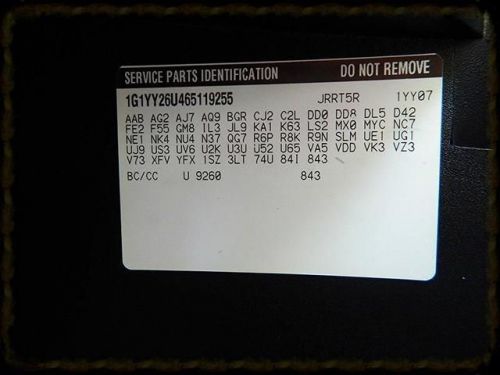 SERVICE PARTS IDENTIFICATION DO NOT REMOVE
1G1YY26U465119255 JRRT5R 1YY07
AAB AG2 AJ7 AQ9 BGR CJ2 C2L DD0 DD8 DL5 D42
FE2 F55 GM8 IL3 JL9 KA1 K63 LS2 MX0 MYC NC7
NE1 NK4 NU4 N37 QG7 R6P R8K R9N SLM UE1 UG1
UJ9 US3 UV6 U2K U3U U52 U65 VA5 VDD VK3 VZ3
V73 XFV YFX 1SZ 3LT 74U 84I 843
BC/CC U 9260 843